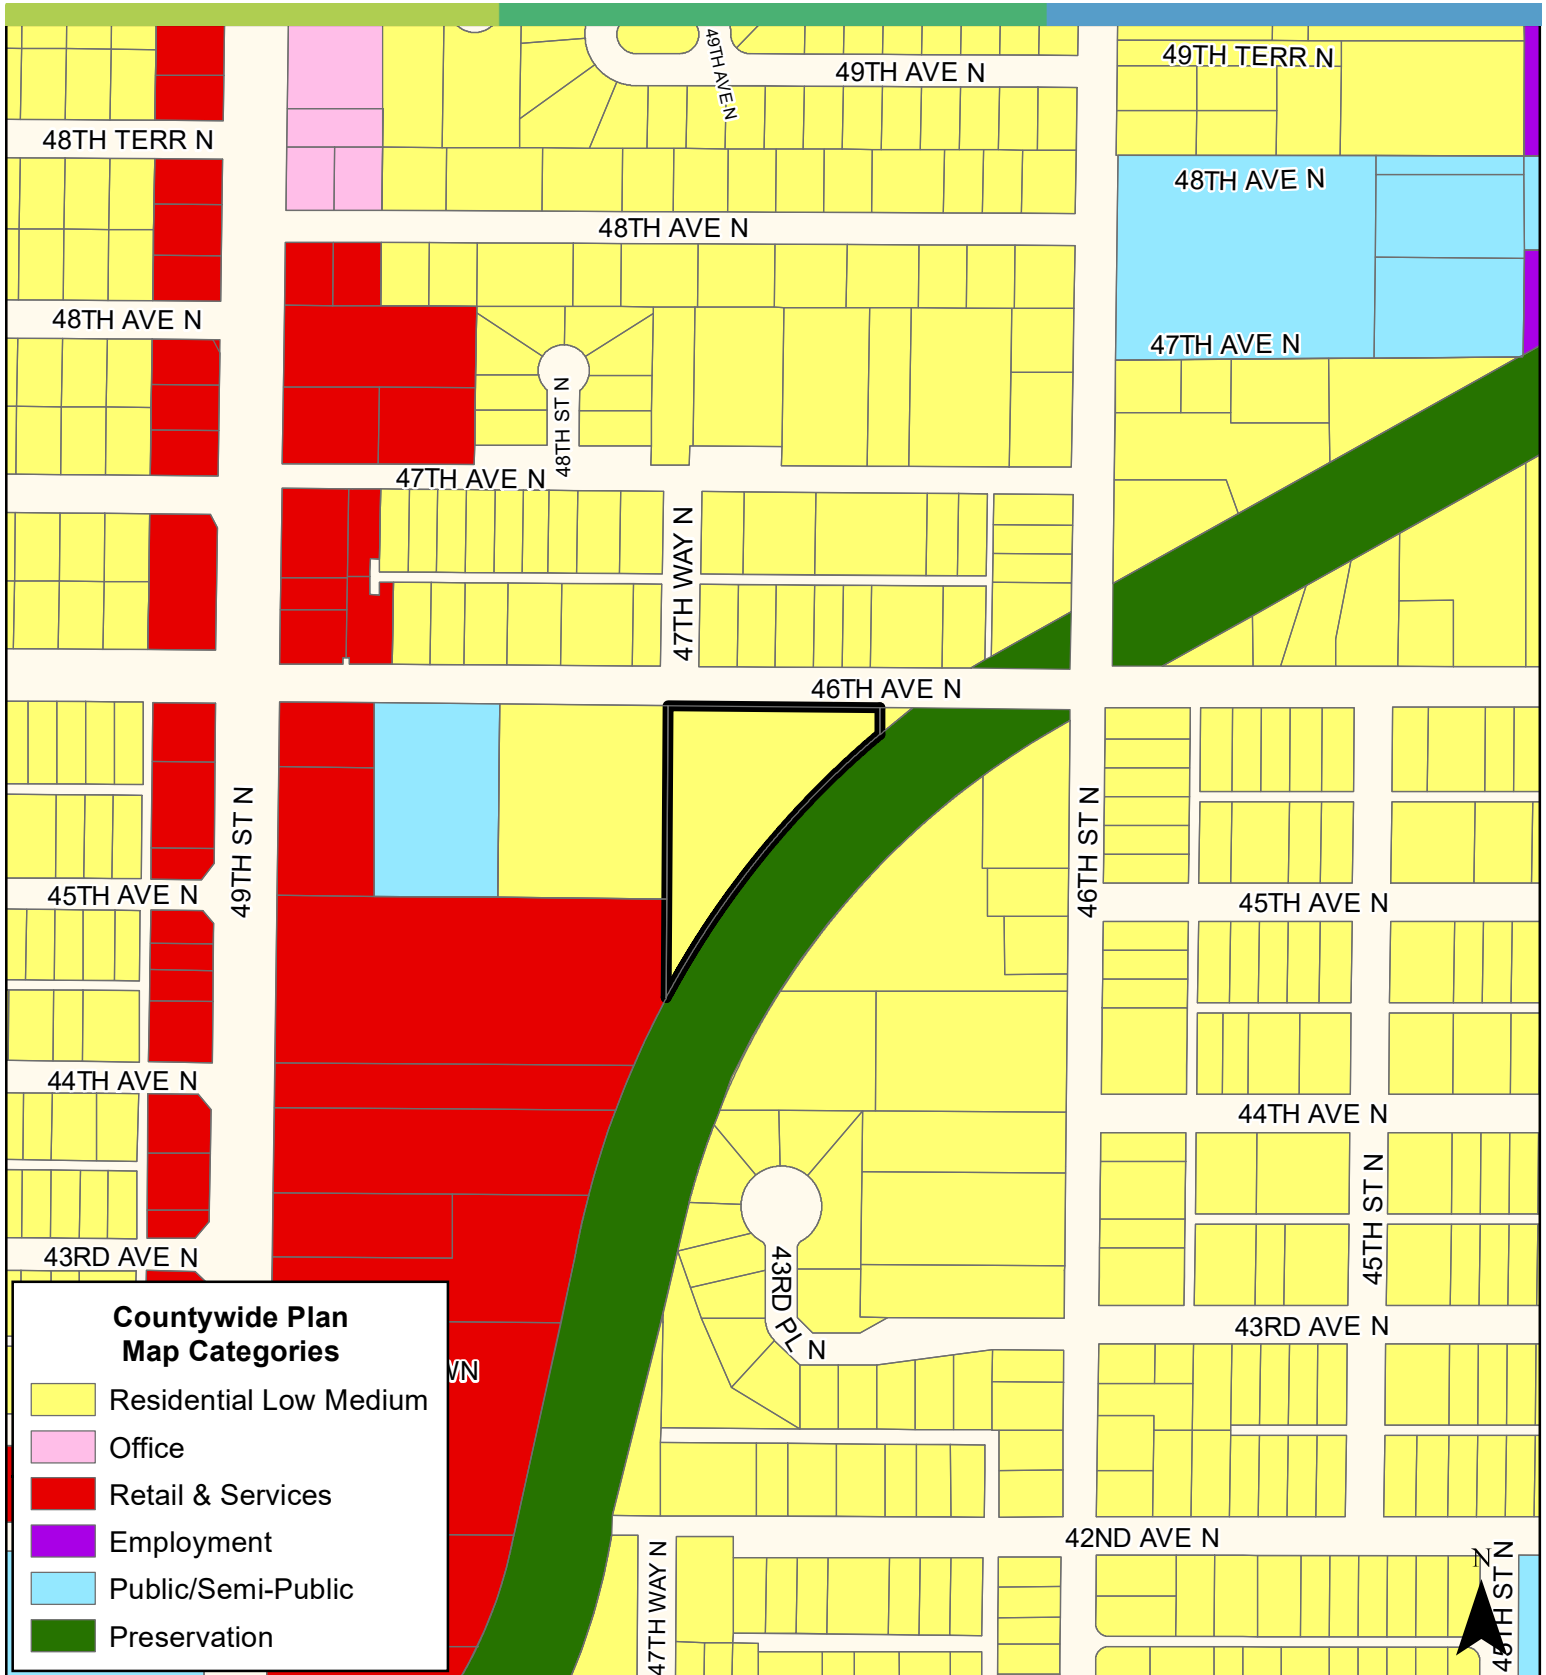 49TH AVE N
49TH AVE N
49TH TERR N
48TH TERR N
48TH AVE N
48TH AVE N
48TH AVE N
47TH AVE N
48TH ST N
47TH AVE N
47TH WAY N
46TH AVE N
49TH ST N
46TH ST N
45TH AVE N
45TH AVE N
44TH AVE N
44TH AVE N
45TH ST N
43RD AVE N
43RD PL N
43RD AVE N
WN
42ND AVE N
47TH WAY N
45TH ST N
N
Countywide Plan
Map Categories
Residential Low Medium
Office
Retail & Services
Employment
Public/Semi-Public
Preservation